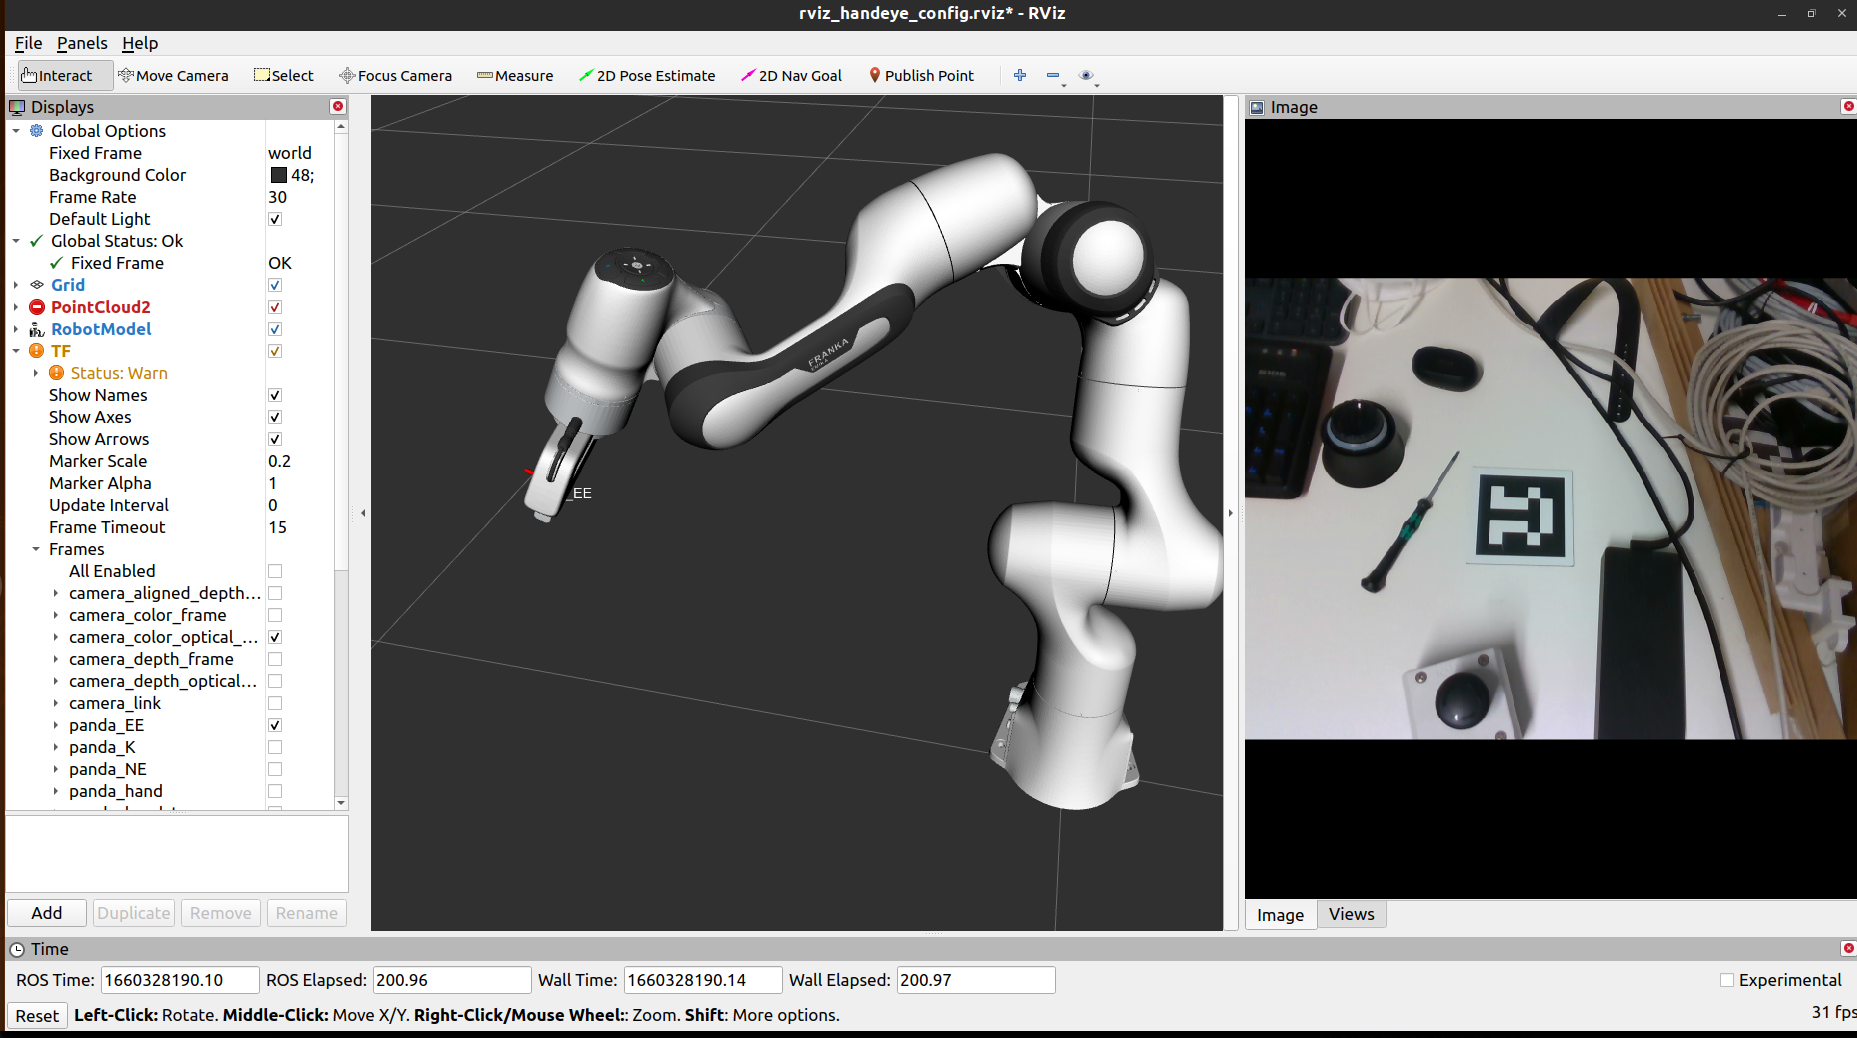 rviz_handeye_config.rviz* - RViz
File Panels Help
Interact Move Camera Select Focus Camera Measure 2D Pose Estimate 2D Nav Goal Publish Point
Displays
Global Options
Fixed Frame world
Background Color 48;
Frame Rate 30
Default Light
Global Status: Ok
Fixed Frame OK
Grid
PointCloud2
RobotModel
TF
Status: Warn
Show Names
Show Axes
Show Arrows
Marker Scale 0.2
Marker Alpha 1
Update Interval 0
Frame Timeout 15
Frames
All Enabled
camera_aligned_depth...
camera_color_frame
camera_color_optical_...
camera_depth_frame
camera_depth_optical...
camera_link
panda_EE
panda_K
panda_NE
panda_hand
Add Duplicate Remove Rename
FRANKA
_EE
Image
Image Views
Time
ROS Time: 1660328190.10 ROS Elapsed: 200.96 Wall Time: 1660328190.14 Wall Elapsed: 200.97 Experimental
Reset Left-Click: Rotate. Middle-Click: Move X/Y. Right-Click/Mouse Wheel:: Zoom. Shift: More options. 31 fps